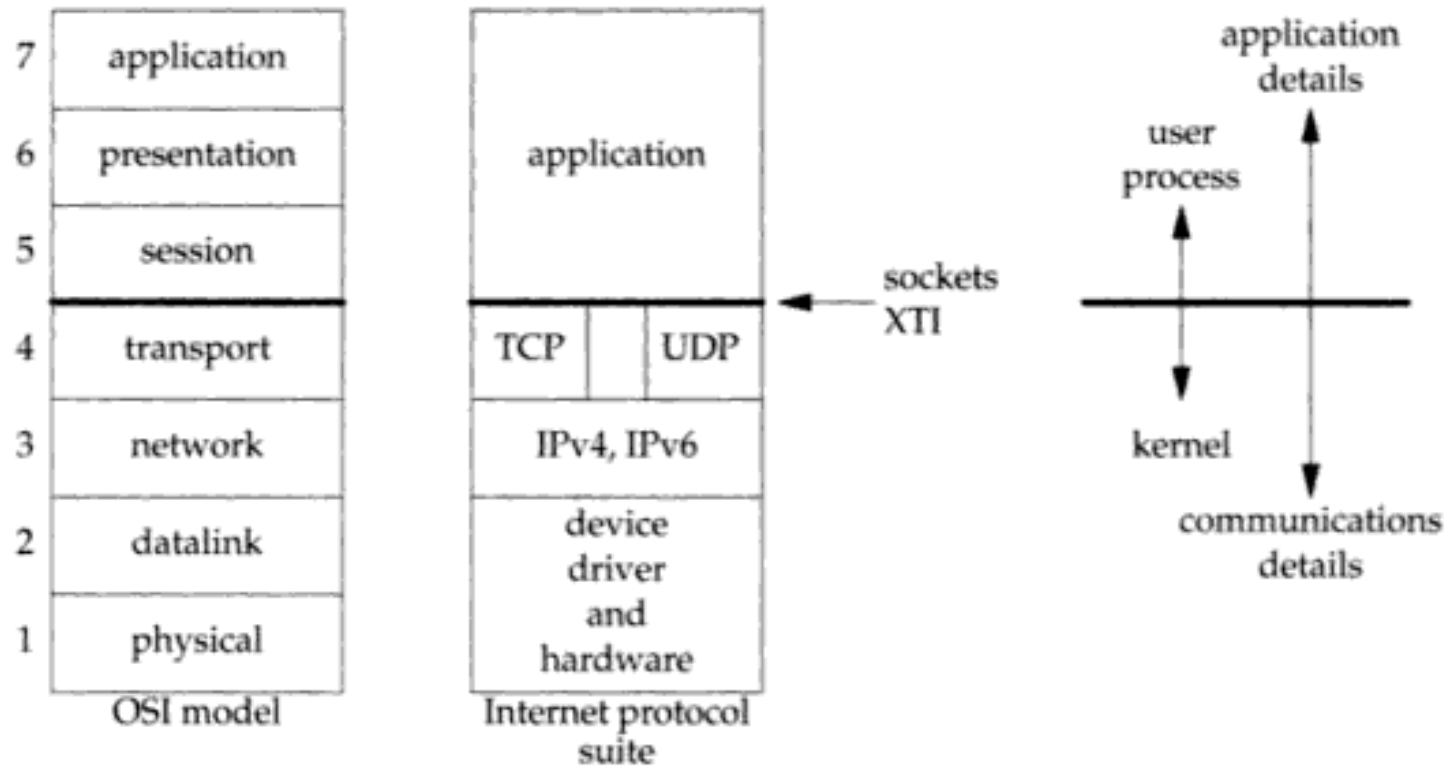 7
application
6
presentation
5
session
4
transport
3
network
2
datalink
1
physical
OSI model
application
TCP
UDP
IPv4, IPv6
device
driver
and
hardware
Internet protocol
suite
sockets
XTI
application
details
user
process
kernel
communications
details